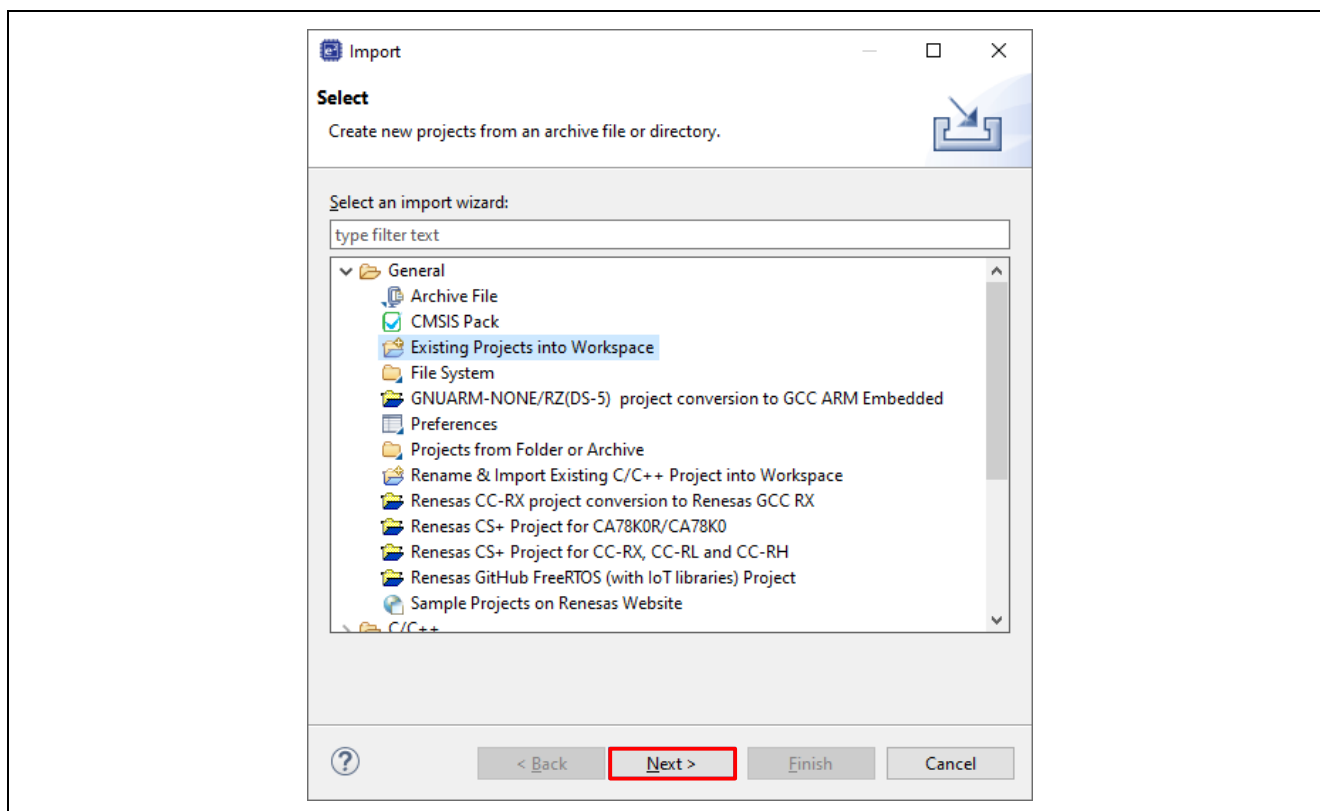 Import
Select
Create new projects from an archive file or directory.
Select an import wizard:
type filter text
General
Archive File
CMSIS Pack
Existing Projects into Workspace
File System
GNUARM-NONE/RZ(DS-5)  project conversion to GCC ARM Embedded
Preferences
Projects from Folder or Archive
Rename & Import Existing C/C++ Project into Workspace
Renesas CC-RX project conversion to Renesas GCC RX
Renesas CS+ Project for CA78K0R/CA78K0
Renesas CS+ Project for CC-RX, CC-RL and CC-RH
Renesas GitHub FreeRTOS (with IoT libraries) Project
Sample Projects on Renesas Website
C/C++
? < Back Next > Finish Cancel